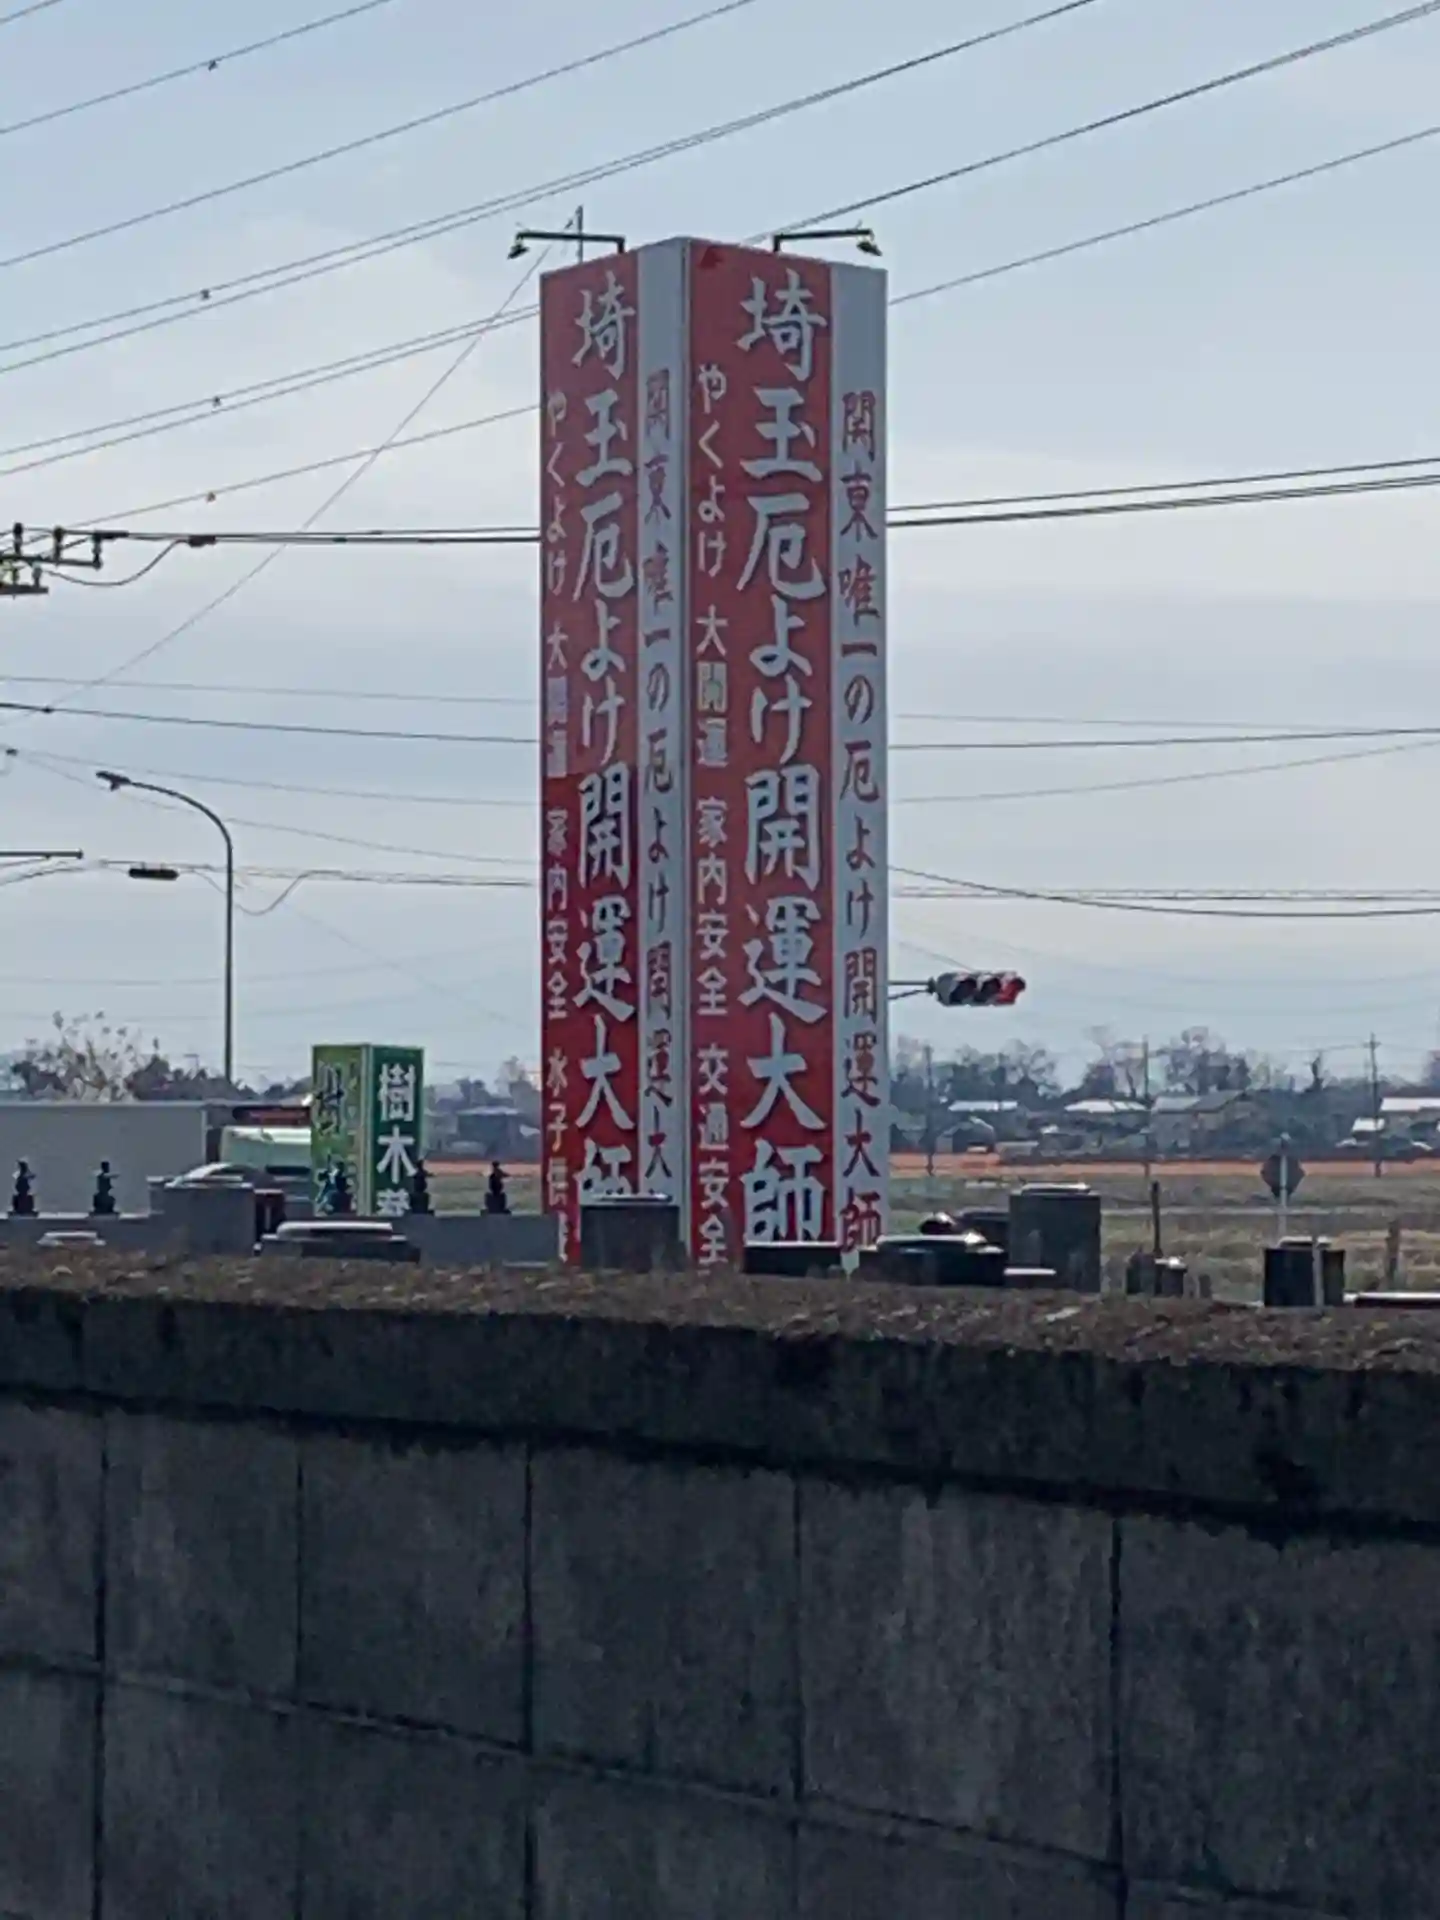 関東唯一の厄よけ開運大師
埼玉厄よけ開運大師
やくよけ 大開運 家内安全 交通安全
関東唯一の厄よけ開運大
埼玉厄よけ開運大師
やくよけ 大開運 家内安全 水子供養
樹木葬
樹木